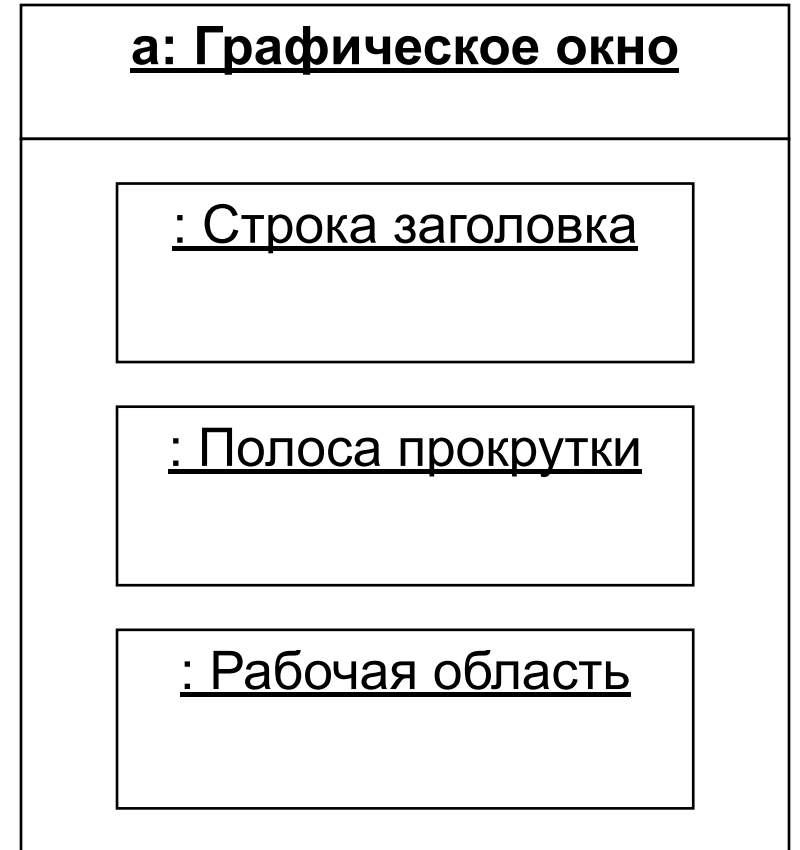 а: Графическое окно
: Строка заголовка
: Полоса прокрутки
: Рабочая область